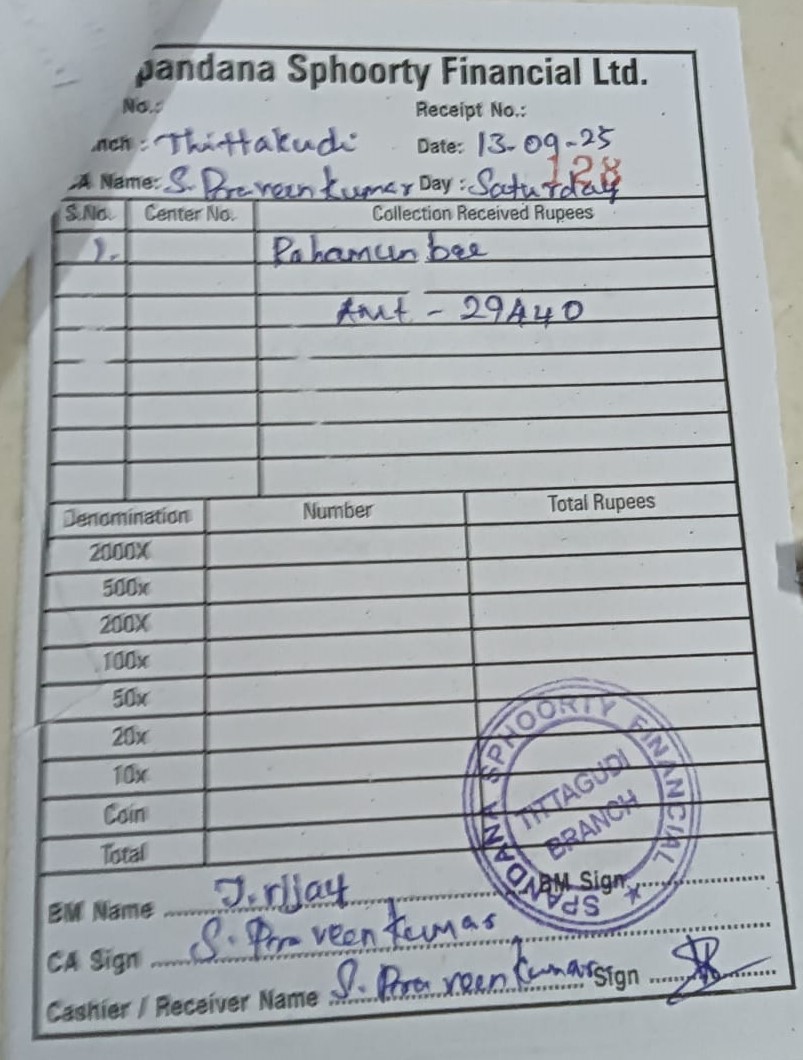 pandana Sphoorty Financial Ltd.
No.: Receipt No.:
nch : Thittakudi Date: 13-09-25
128
A Name: S. Praveen kumar Day : Saturday
S.No. Center No. Collection Received Rupees
1. Rahamun bee
Amt - 29440
Denomination Number Total Rupees
2000X
500x
200X
100x
50x
20x
10x
Coin
Total
SPANDANA SPHOORTY FINANCIAL
TITTAGUDI
BRANCH
BM Name BM Sign
CA Sign S. Praveen kumar
Cashier / Receiver Name S. Praveen kumar Sign